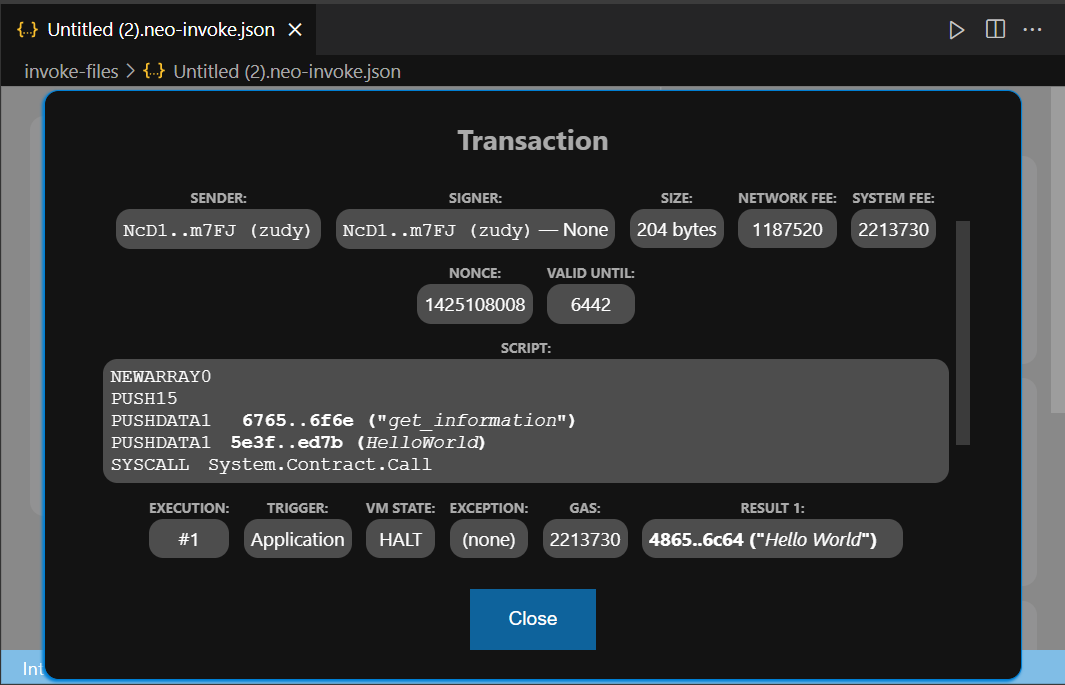 {..} Untitled (2).neo-invoke.json ×
invoke-files > {..} Untitled (2).neo-invoke.json
Transaction
SENDER: SIGNER: SIZE: NETWORK FEE: SYSTEM FEE:
NcD1..m7FJ (zudy) NcD1..m7FJ (zudy) — None 204 bytes 1187520 2213730
NONCE: VALID UNTIL:
1425108008 6442
SCRIPT:
NEWARRAY0
PUSH15
PUSHDATA1 6765..6f6e ("get_information")
PUSHDATA1 5e3f..ed7b (HelloWorld)
SYSCALL System.Contract.Call
EXECUTION: TRIGGER: VM STATE: EXCEPTION: GAS: RESULT 1:
#1 Application HALT (none) 2213730 4865..6c64 ("Hello World")
Close